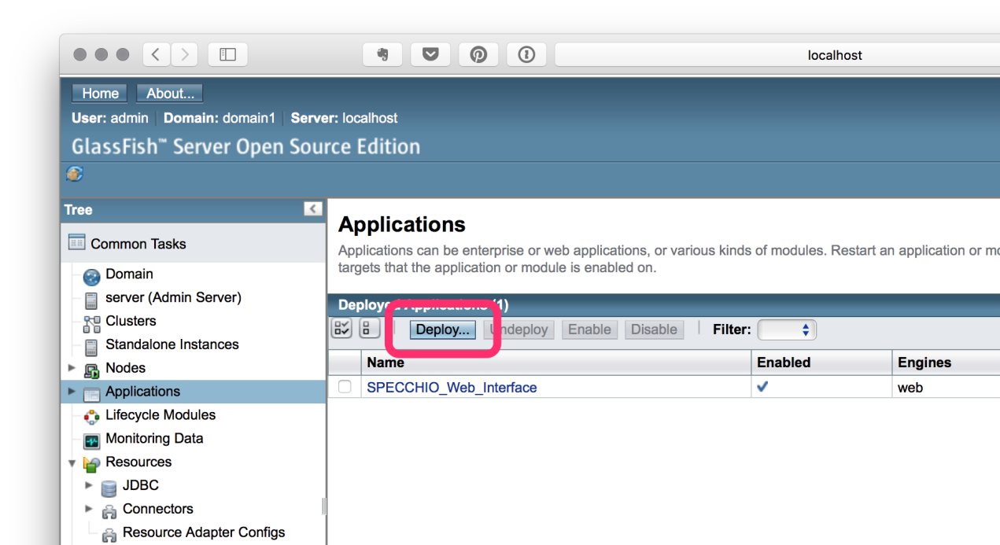 localhost
Home About...
User: admin Domain: domain1 Server: localhost
GlassFish™ Server Open Source Edition
Tree
Common Tasks
Domain
server (Admin Server)
Clusters
Standalone Instances
Nodes
Applications
Lifecycle Modules
Monitoring Data
Resources
JDBC
Connectors
Resource Adapter Configs
Applications
Applications can be enterprise or web applications, or various kinds of modules. Restart an application or
targets that the application or module is enabled on.
Deployed Applications (1)
Deploy... Undeploy Enable Disable Filter:
Name Enabled Engines
SPECCHIO_Web_Interface web